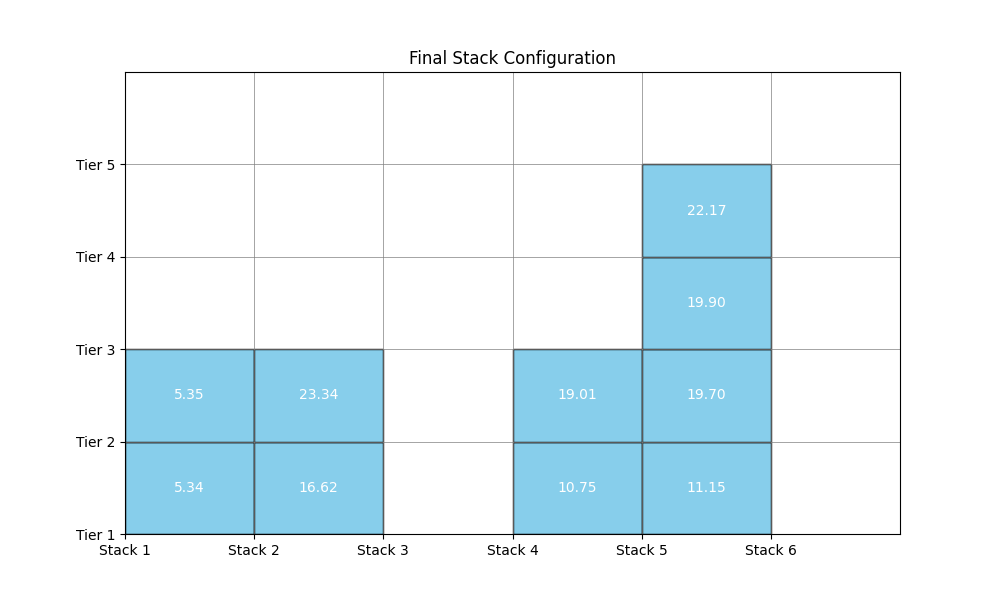 Final Stack Configuration
Tier 5
22.17
Tier 4
19.90
Tier 3
5.35 23.34 19.01 19.70
Tier 2
5.34 16.62 10.75 11.15
Tier 1
Stack 1 Stack 2 Stack 3 Stack 4 Stack 5 Stack 6